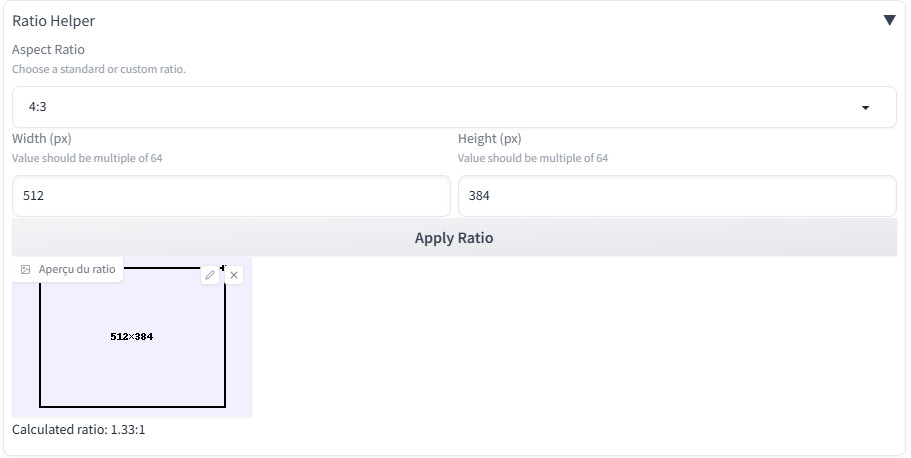 Ratio Helper ▼
Aspect Ratio
Choose a standard or custom ratio.
4:3
Width (px) Height (px)
Value should be multiple of 64 Value should be multiple of 64
512 384
Apply Ratio
Aperçu du ratio
512×384
Calculated ratio: 1.33:1